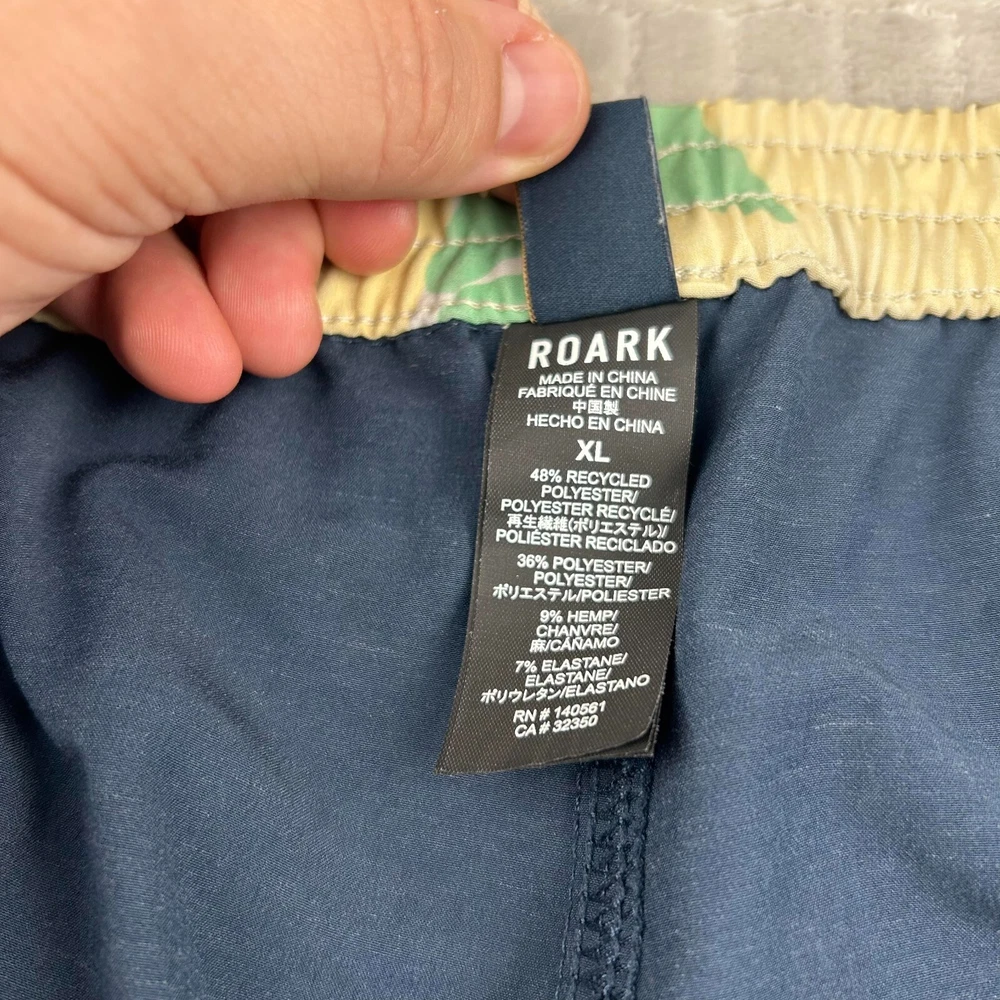 ROARK
MADE IN CHINA
FABRIQUÉ EN CHINE
中国製
HECHO EN CHINA
XL
48% RECYCLED
POLYESTER/
POLYESTER RECYCLÉ/
再生繊維(ポリエステル)/
POLIÉSTER RECICLADO
36% POLYESTER/
POLYESTER/
ポリエステル/POLIESTER
9% HEMP/
CHANVRE/
麻/CÁÑAMO
7% ELASTANE/
ELASTANE/
ポリウレタン/ELASTANO
RN # 140561
CA # 32350